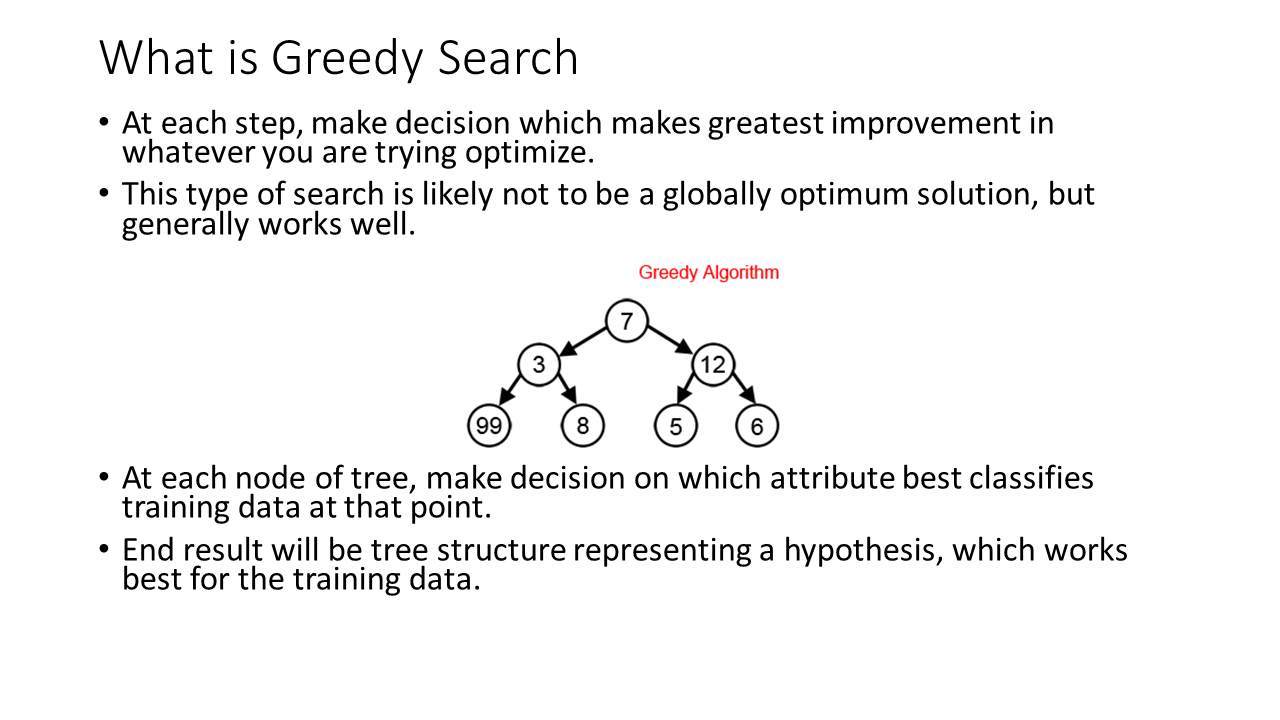 What is Greedy Search
• At each step, make decision which makes greatest improvement in
whatever you are trying optimize.
• This type of search is likely not to be a globally optimum solution, but
generally works well.
Greedy Algorithm
7
3 12
99 8 5 6
• At each node of tree, make decision on which attribute best classifies
training data at that point.
• End result will be tree structure representing a hypothesis, which works
best for the training data.